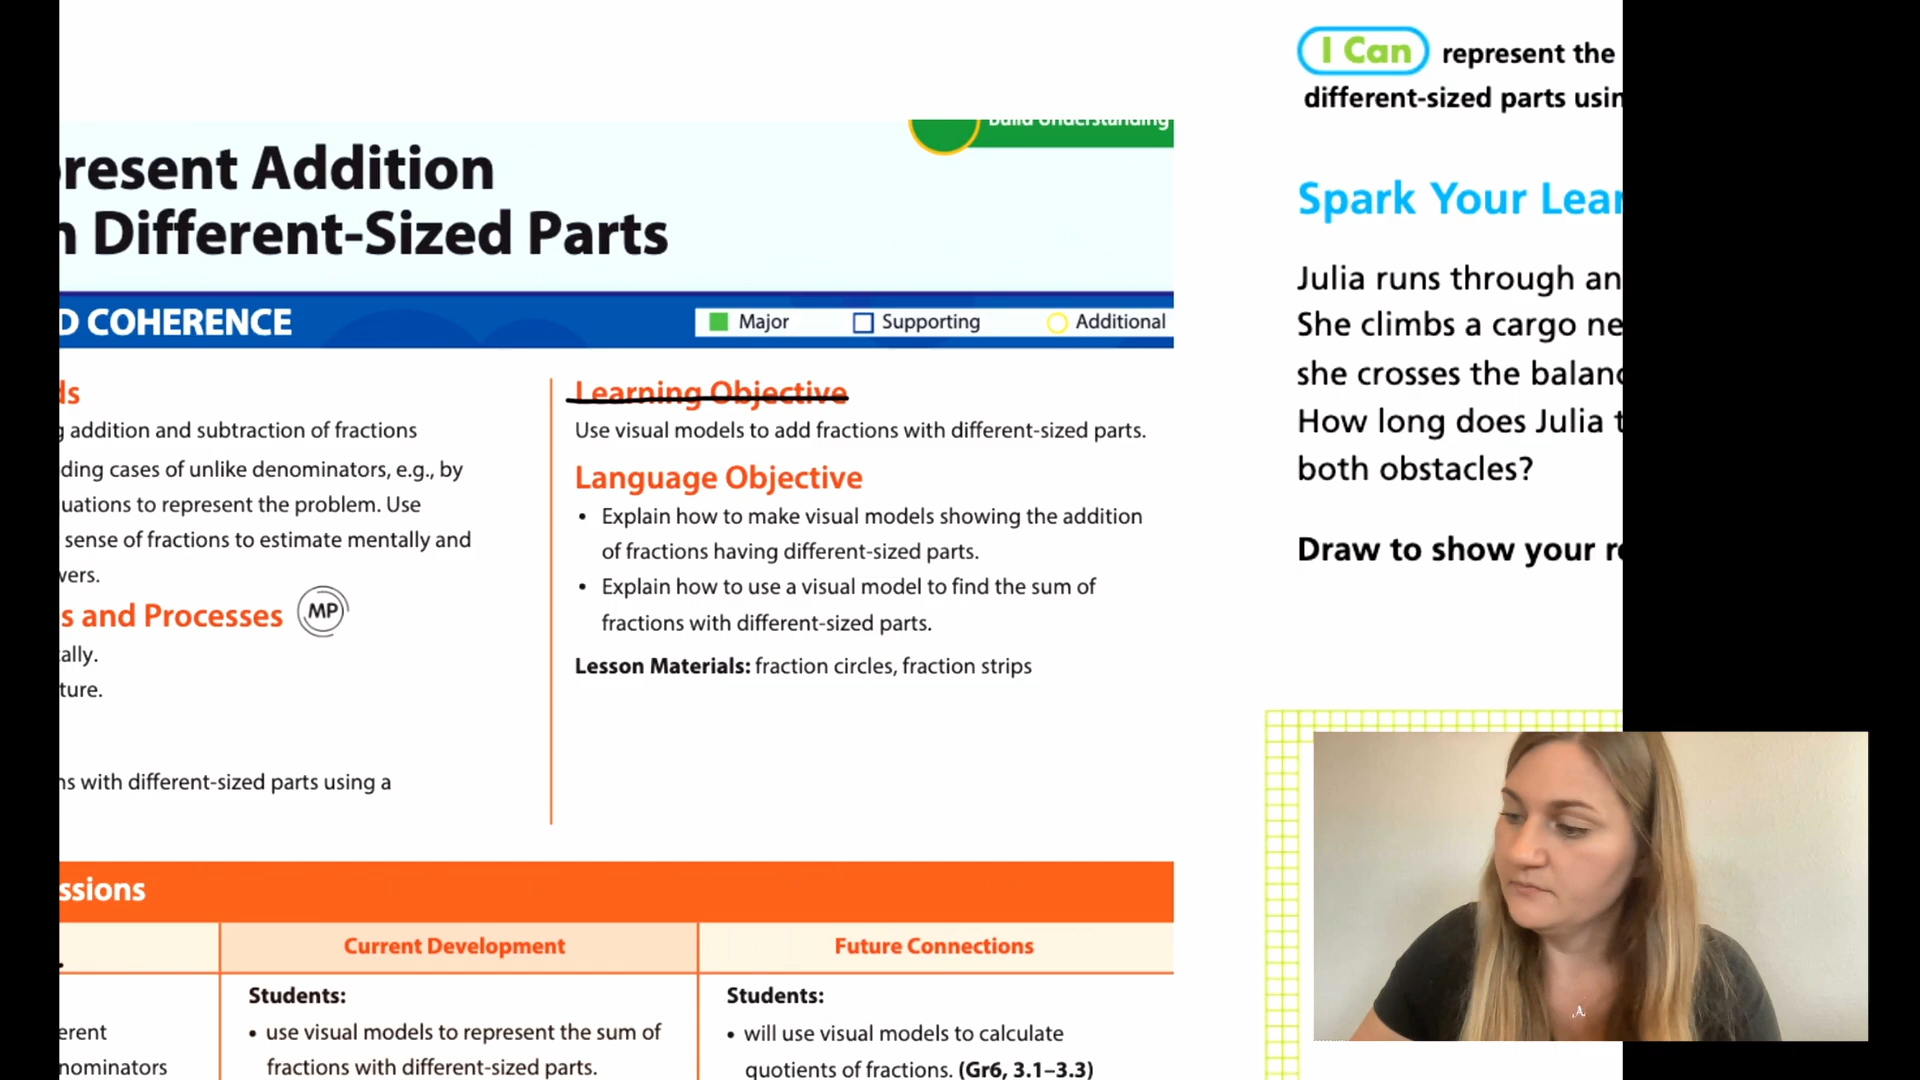 Build Understanding
present Addition
Different-Sized Parts
COHERENCE
Major
Supporting
Additional
addition and subtraction of fractions
ding cases of unlike denominators, e.g., by
uations to represent the problem. Use
sense of fractions to estimate mentally and
vers.
s and Processes
MP
ally.
ture.
ns with different-sized parts using a
Learning Objective
Use visual models to add fractions with different-sized parts.
Language Objective
• Explain how to make visual models showing the addition
of fractions having different-sized parts.
• Explain how to use a visual model to find the sum of
fractions with different-sized parts.
Lesson Materials: fraction circles, fraction strips
ssions
Current Development
Future Connections
erent
nominators
Students:
• use visual models to represent the sum of
fractions with different-sized parts.
Students:
• will use visual models to calculate
quotients of fractions. (Gr6, 3.1–3.3)
I Can represent the
different-sized parts usin
Spark Your Lear
Julia runs through an
She climbs a cargo ne
she crosses the balanc
How long does Julia t
both obstacles?
Draw to show your re